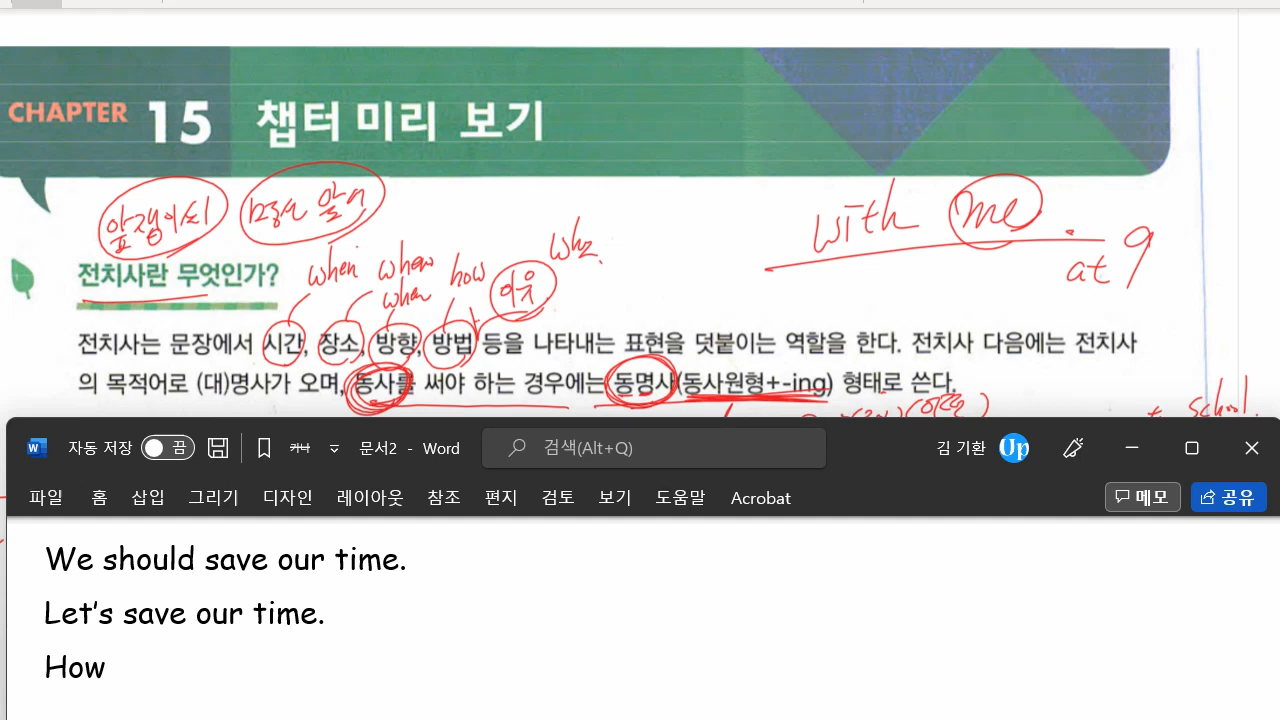 CHAPTER 15 챕터 미리 보기
앞잡이씨
with me.
at 9
when where how 이유 why
when
전치사란 무엇인가?
전치사는 문장에서 시간, 장소, 방향, 방법 등을 나타내는 표현을 덧붙이는 역할을 한다. 전치사 다음에는 전치사
의 목적어로 (대)명사가 오며, 동사를 써야 하는 경우에는 동명사(동사원형+-ing) 형태로 쓴다.
school.
자동 저장 끔 문서2 - Word 검색(Alt+Q) 김 기환 Up
파일 홈 삽입 그리기 디자인 레이아웃 참조 편지 검토 보기 도움말 Acrobat 메모 공유
We should save our time.
Let's save our time.
How